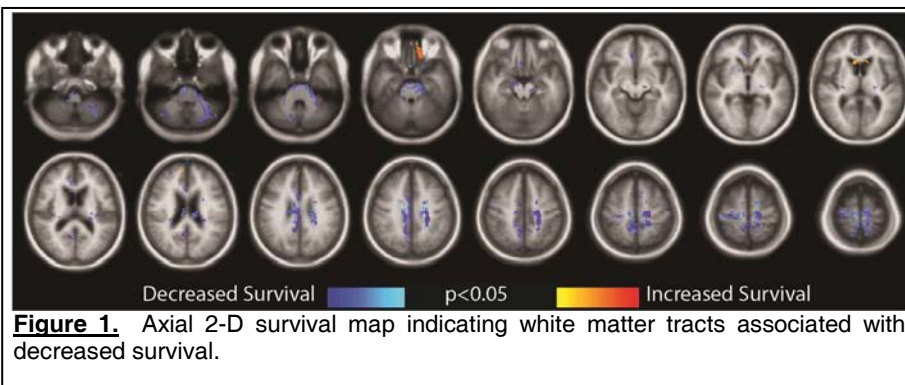 Decreased Survival p<0.05 Increased Survival
Figure 1. Axial 2-D survival map indicating white matter tracts associated with
decreased survival.